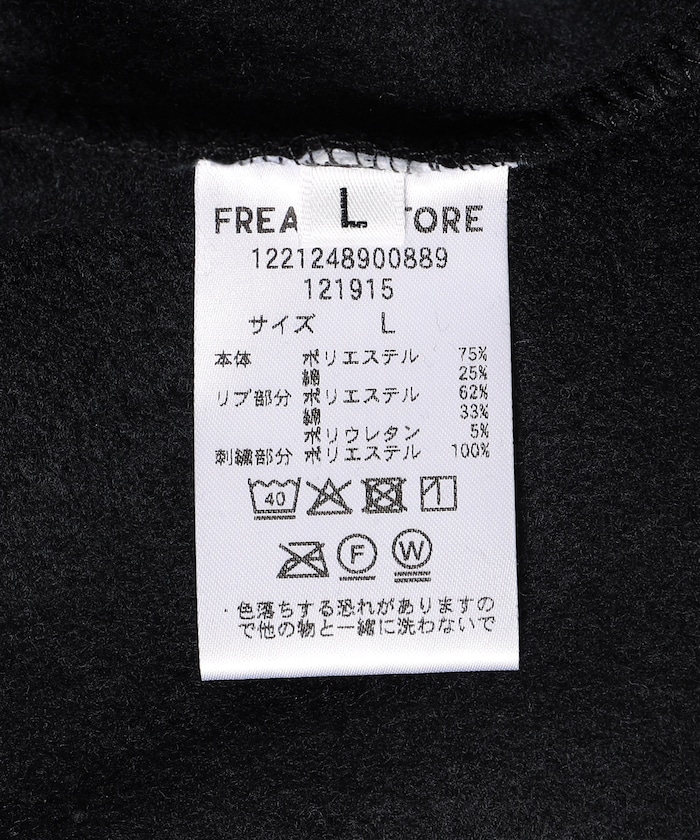 L
FREA TORE
1221248900889
121915
サイズ L
本体 ポリエステル 75%
綿 25%
リブ部分 ポリエステル 62%
綿 33%
ポリウレタン 5%
刺繍部分 ポリエステル 100%
40
F W
・色落ちする恐れがありますの
で他の物と一緒に洗わないで